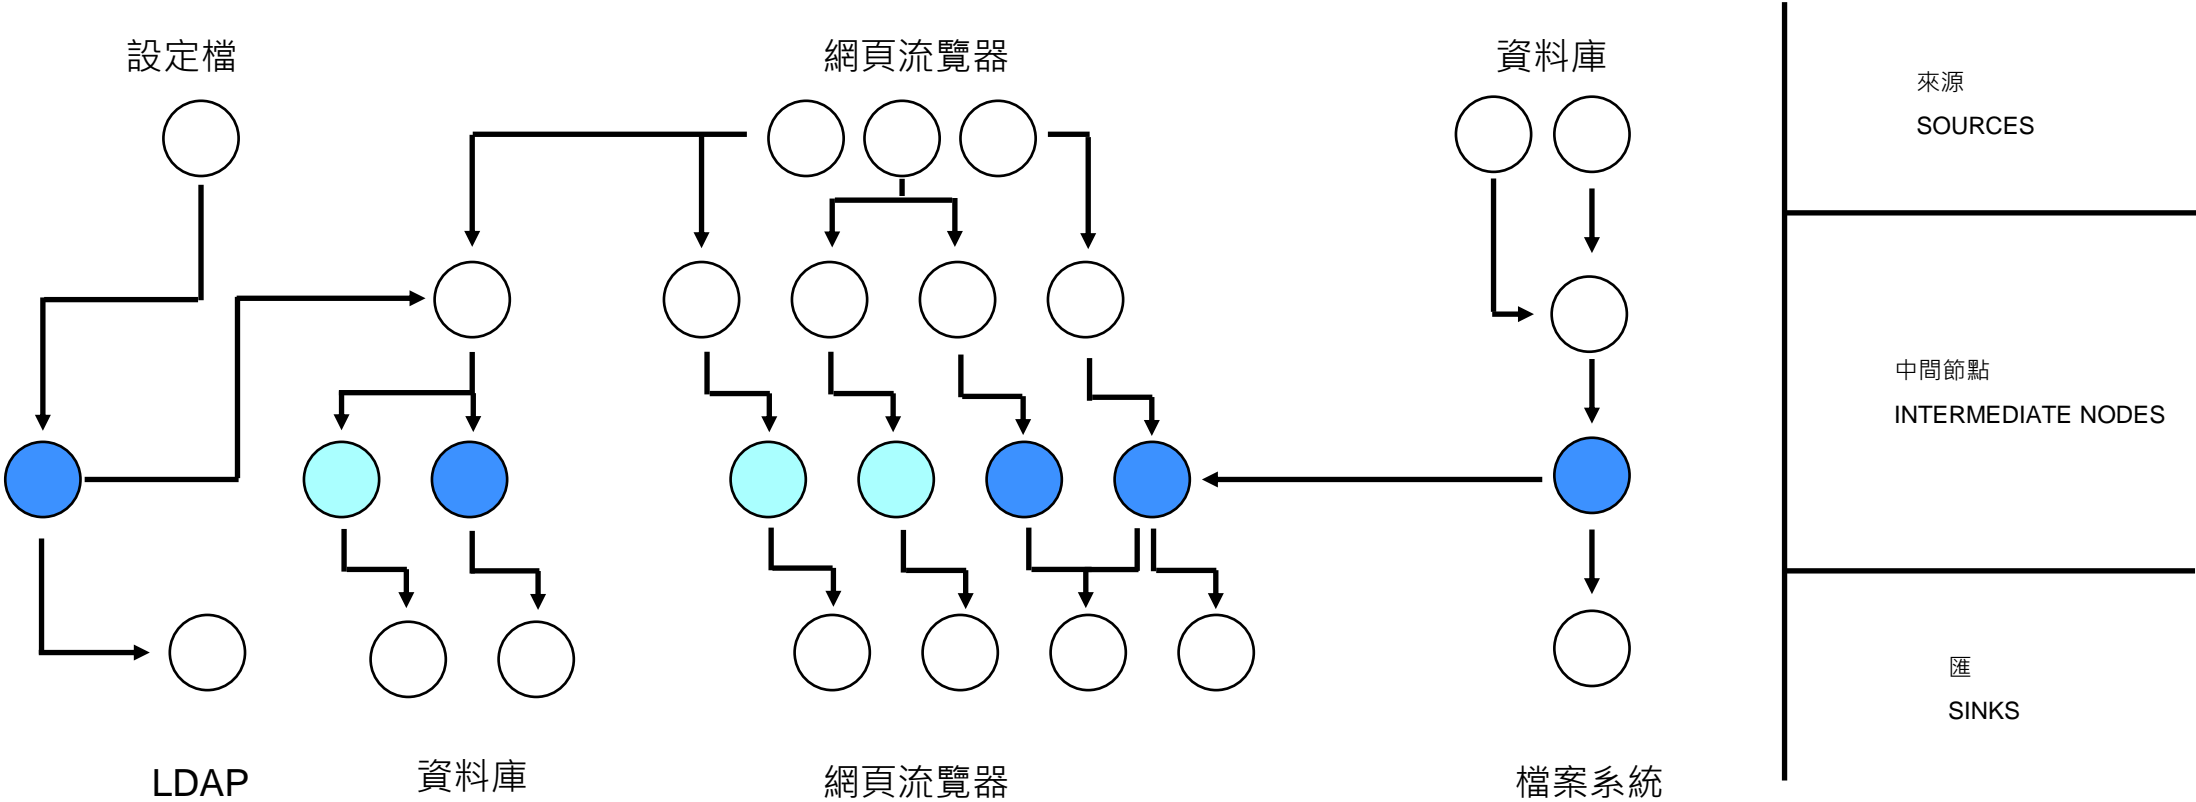 設定檔
網頁流覽器
資料庫
來源
SOURCES
中間節點
INTERMEDIATE NODES
匯
SINKS
LDAP
資料庫
網頁流覽器
檔案系統